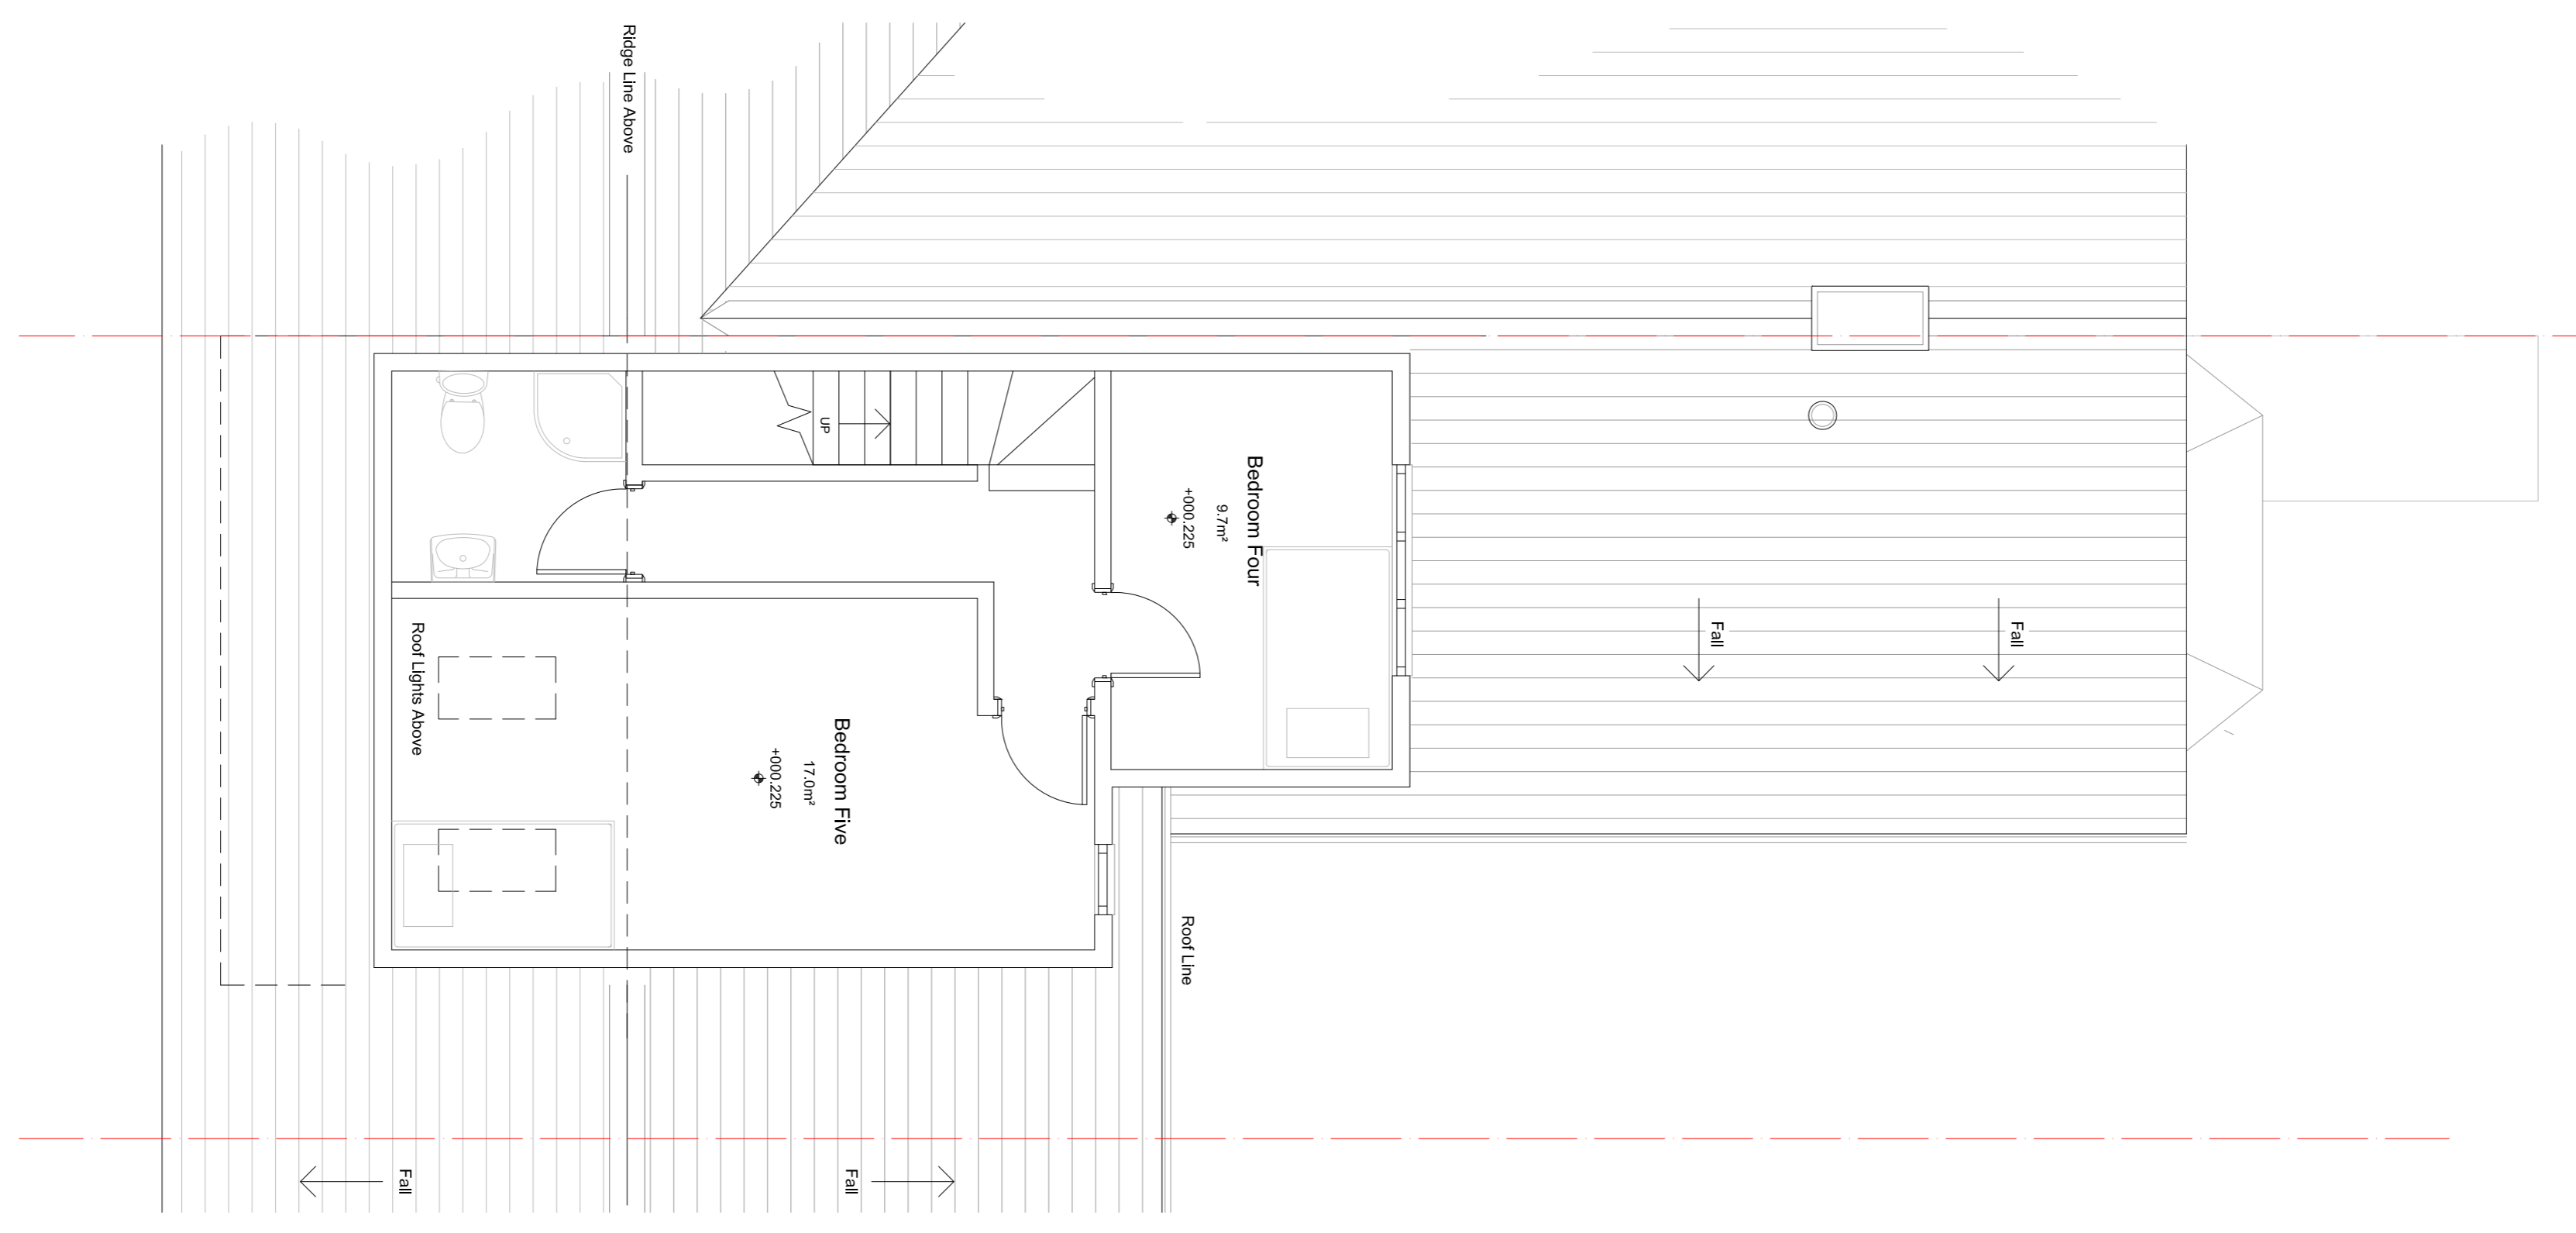 Ridge Line Above
UP
Bedroom Four
9.7m²
+000.225
Fall
Fall
Roof Lights Above
Bedroom Five
17.0m²
+000.225
Roof Line
Fall
Fall